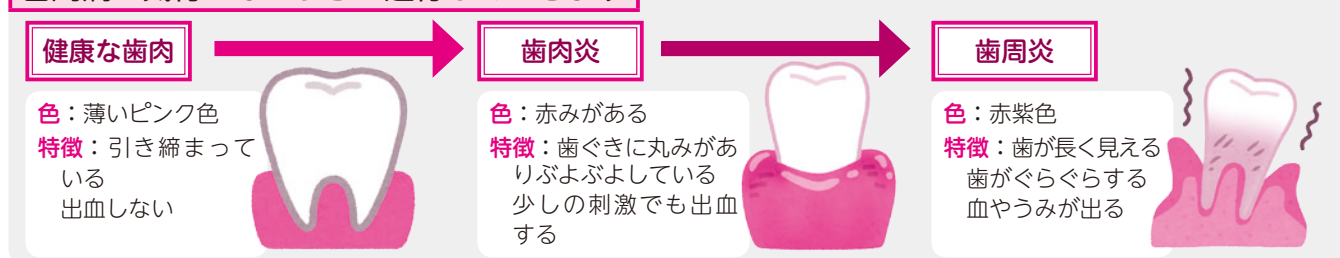 健康な歯肉
色：薄いピンク色
特徴：引き締まって
いる
出血しない
歯肉炎
色：赤みがある
特徴：歯ぐきに丸みがあ
りぶよぶよしている
少しの刺激でも出血
する
歯周炎
色：赤紫色
特徴：歯が長く見える
歯がぐらぐらする
血やうみが出る